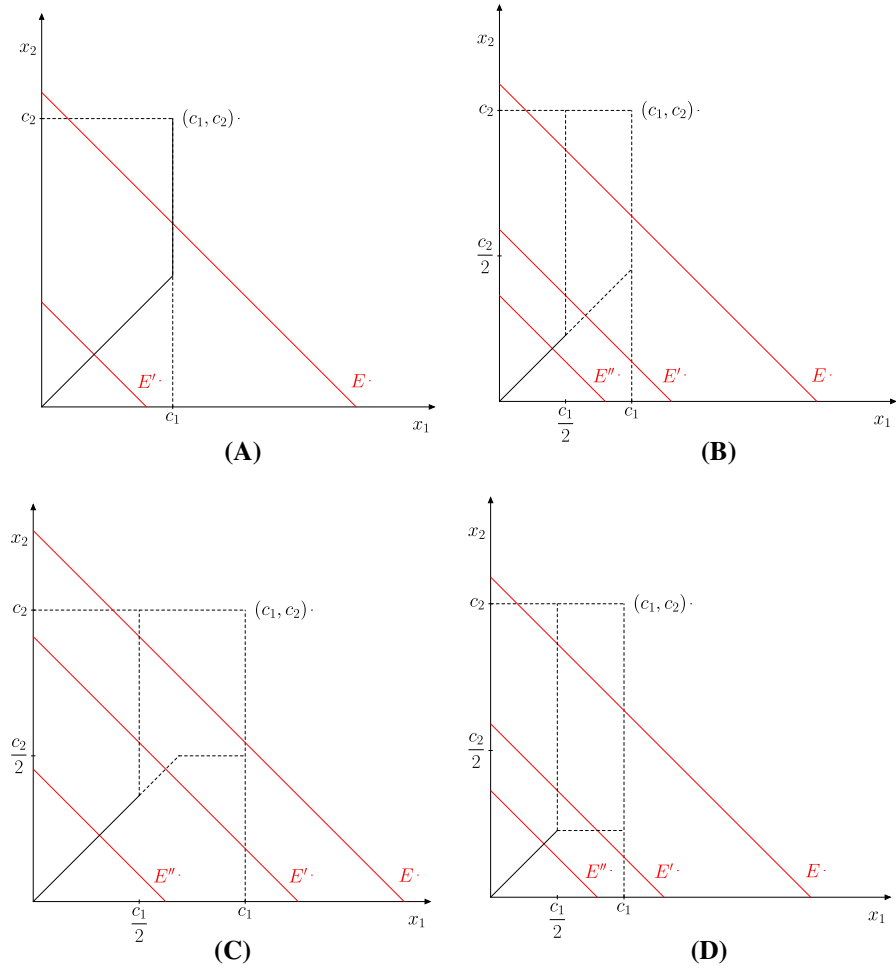 x₂
c₂
(c₁, c₂)
E′
E
c₁
x₁
(A)
x₂
c₂
(c₁, c₂)
c₂/2
E″
E′
E
c₁/2
c₁
x₁
(B)
x₂
c₂
(c₁, c₂)
c₂/2
E″
E′
E
c₁/2
c₁
x₁
(C)
x₂
c₂
(c₁, c₂)
c₂/2
E″
E′
E
c₁/2
c₁
x₁
(D)